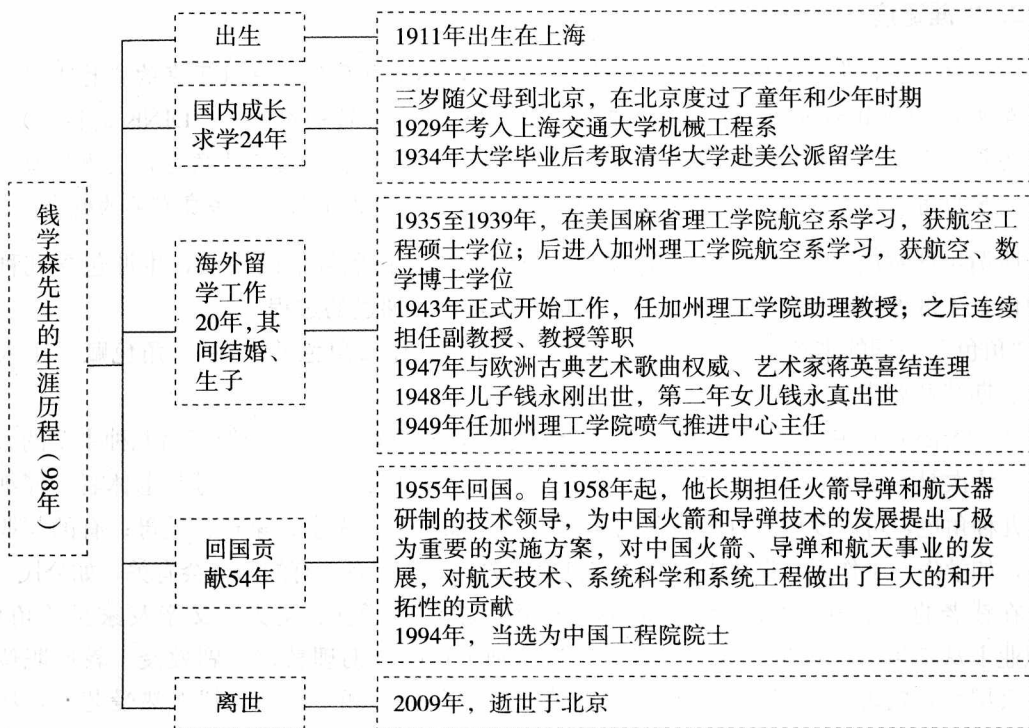 钱学森先生的生涯历程（98年）
出生
1911年出生在上海
国内成长
求学24年
三岁随父母到北京，在北京度过了童年和少年时期
1929年考入上海交通大学机械工程系
1934年大学毕业后考取清华大学赴美公派留学生
海外留
学工作
20年，其
间结婚、
生子
1935至1939年，在美国麻省理工学院航空系学习，获航空工
程硕士学位；后进入加州理工学院航空系学习，获航空、数
学博士学位
1943年正式开始工作，任加州理工学院助理教授；之后连续
担任副教授、教授等职
1947年与欧洲古典艺术歌曲权威、艺术家蒋英喜结连理
1948年儿子钱永刚出世，第二年女儿钱永真出世
1949年任加州理工学院喷气推进中心主任
回国贡
献54年
1955年回国。自1958年起，他长期担任火箭导弹和航天器
研制的技术领导，为中国火箭和导弹技术的发展提出了极
为重要的实施方案，对中国火箭、导弹和航天事业的发
展，对航天技术、系统科学和系统工程做出了巨大的和开
拓性的贡献
1994年，当选为中国工程院院士
离世
2009年，逝世于北京